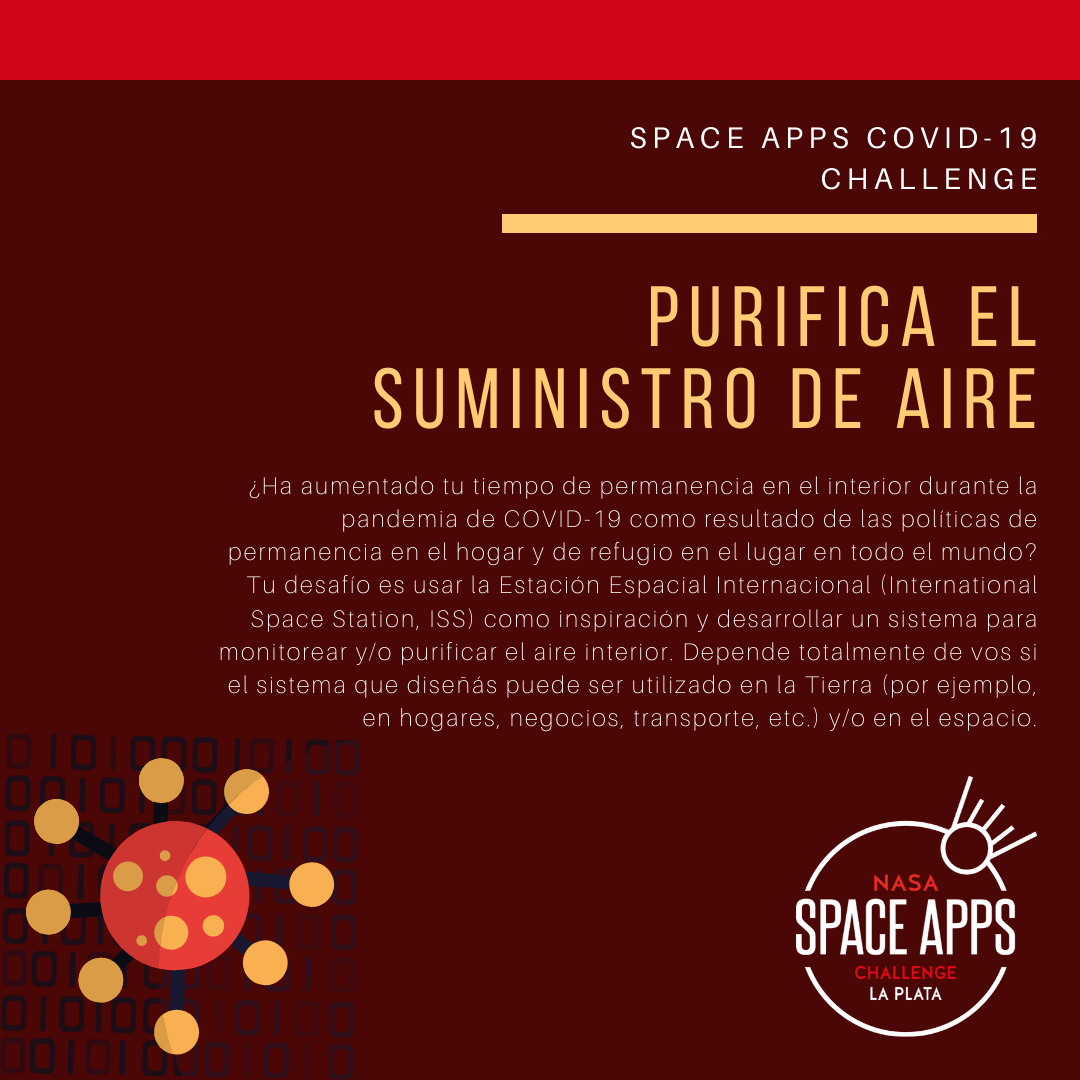 SPACE APPS COVID-19
CHALLENGE
PURIFICA EL
SUMINISTRO DE AIRE
¿Ha aumentado tu tiempo de permanencia en el interior durante la
pandemia de COVID-19 como resultado de las políticas de
permanencia en el hogar y de refugio en el lugar en todo el mundo?
Tu desafío es usar la Estación Espacial Internacional (International
Space Station, ISS) como inspiración y desarrollar un sistema para
monitorear y/o purificar el aire interior. Depende totalmente de vos si
el sistema que diseñás puede ser utilizado en la Tierra (por ejemplo,
en hogares, negocios, transporte, etc.) y/o en el espacio.
NASA
SPACE APPS
CHALLENGE
LA PLATA